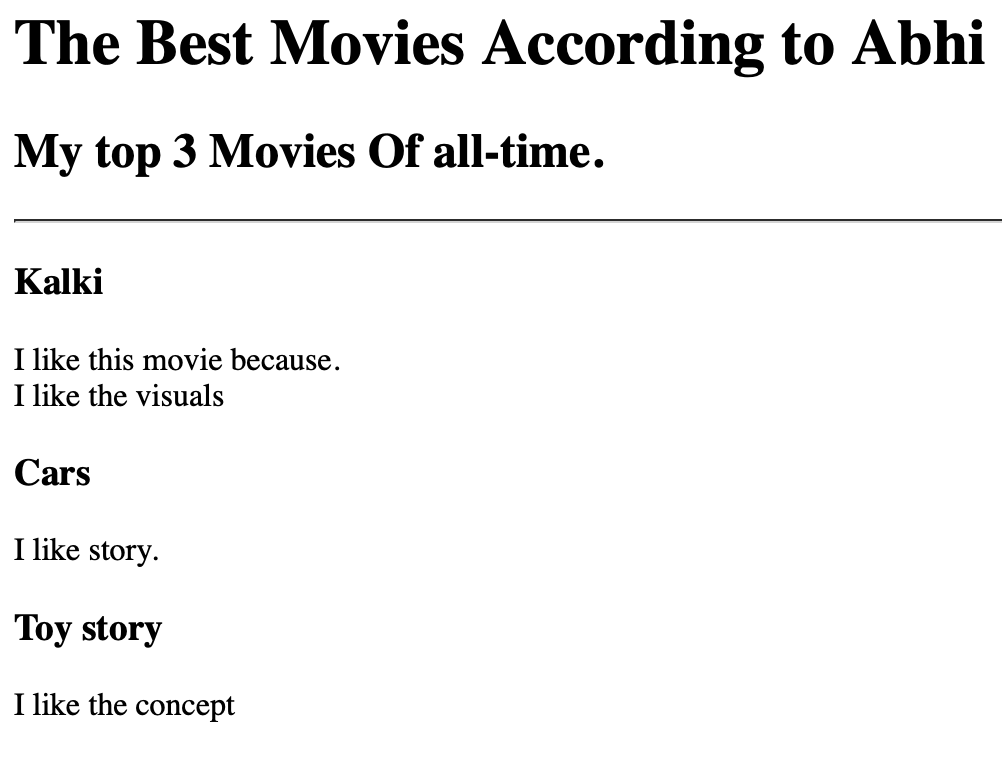 The Best Movies According to Abhi
My top 3 Movies Of all-time.
Kalki
I like this movie because.
I like the visuals
Cars
I like story.
Toy story
I like the concept